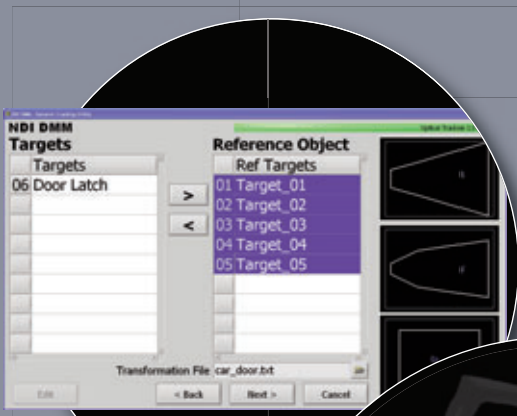 NDI DMM
Targets
Reference Object
Targets
Ref Targets
06 Door Latch
>
<
01 Target_01
02 Target_02
03 Target_03
04 Target_04
05 Target_05
Transformation File car_door.txt
Edit
< Back
Next >
Cancel